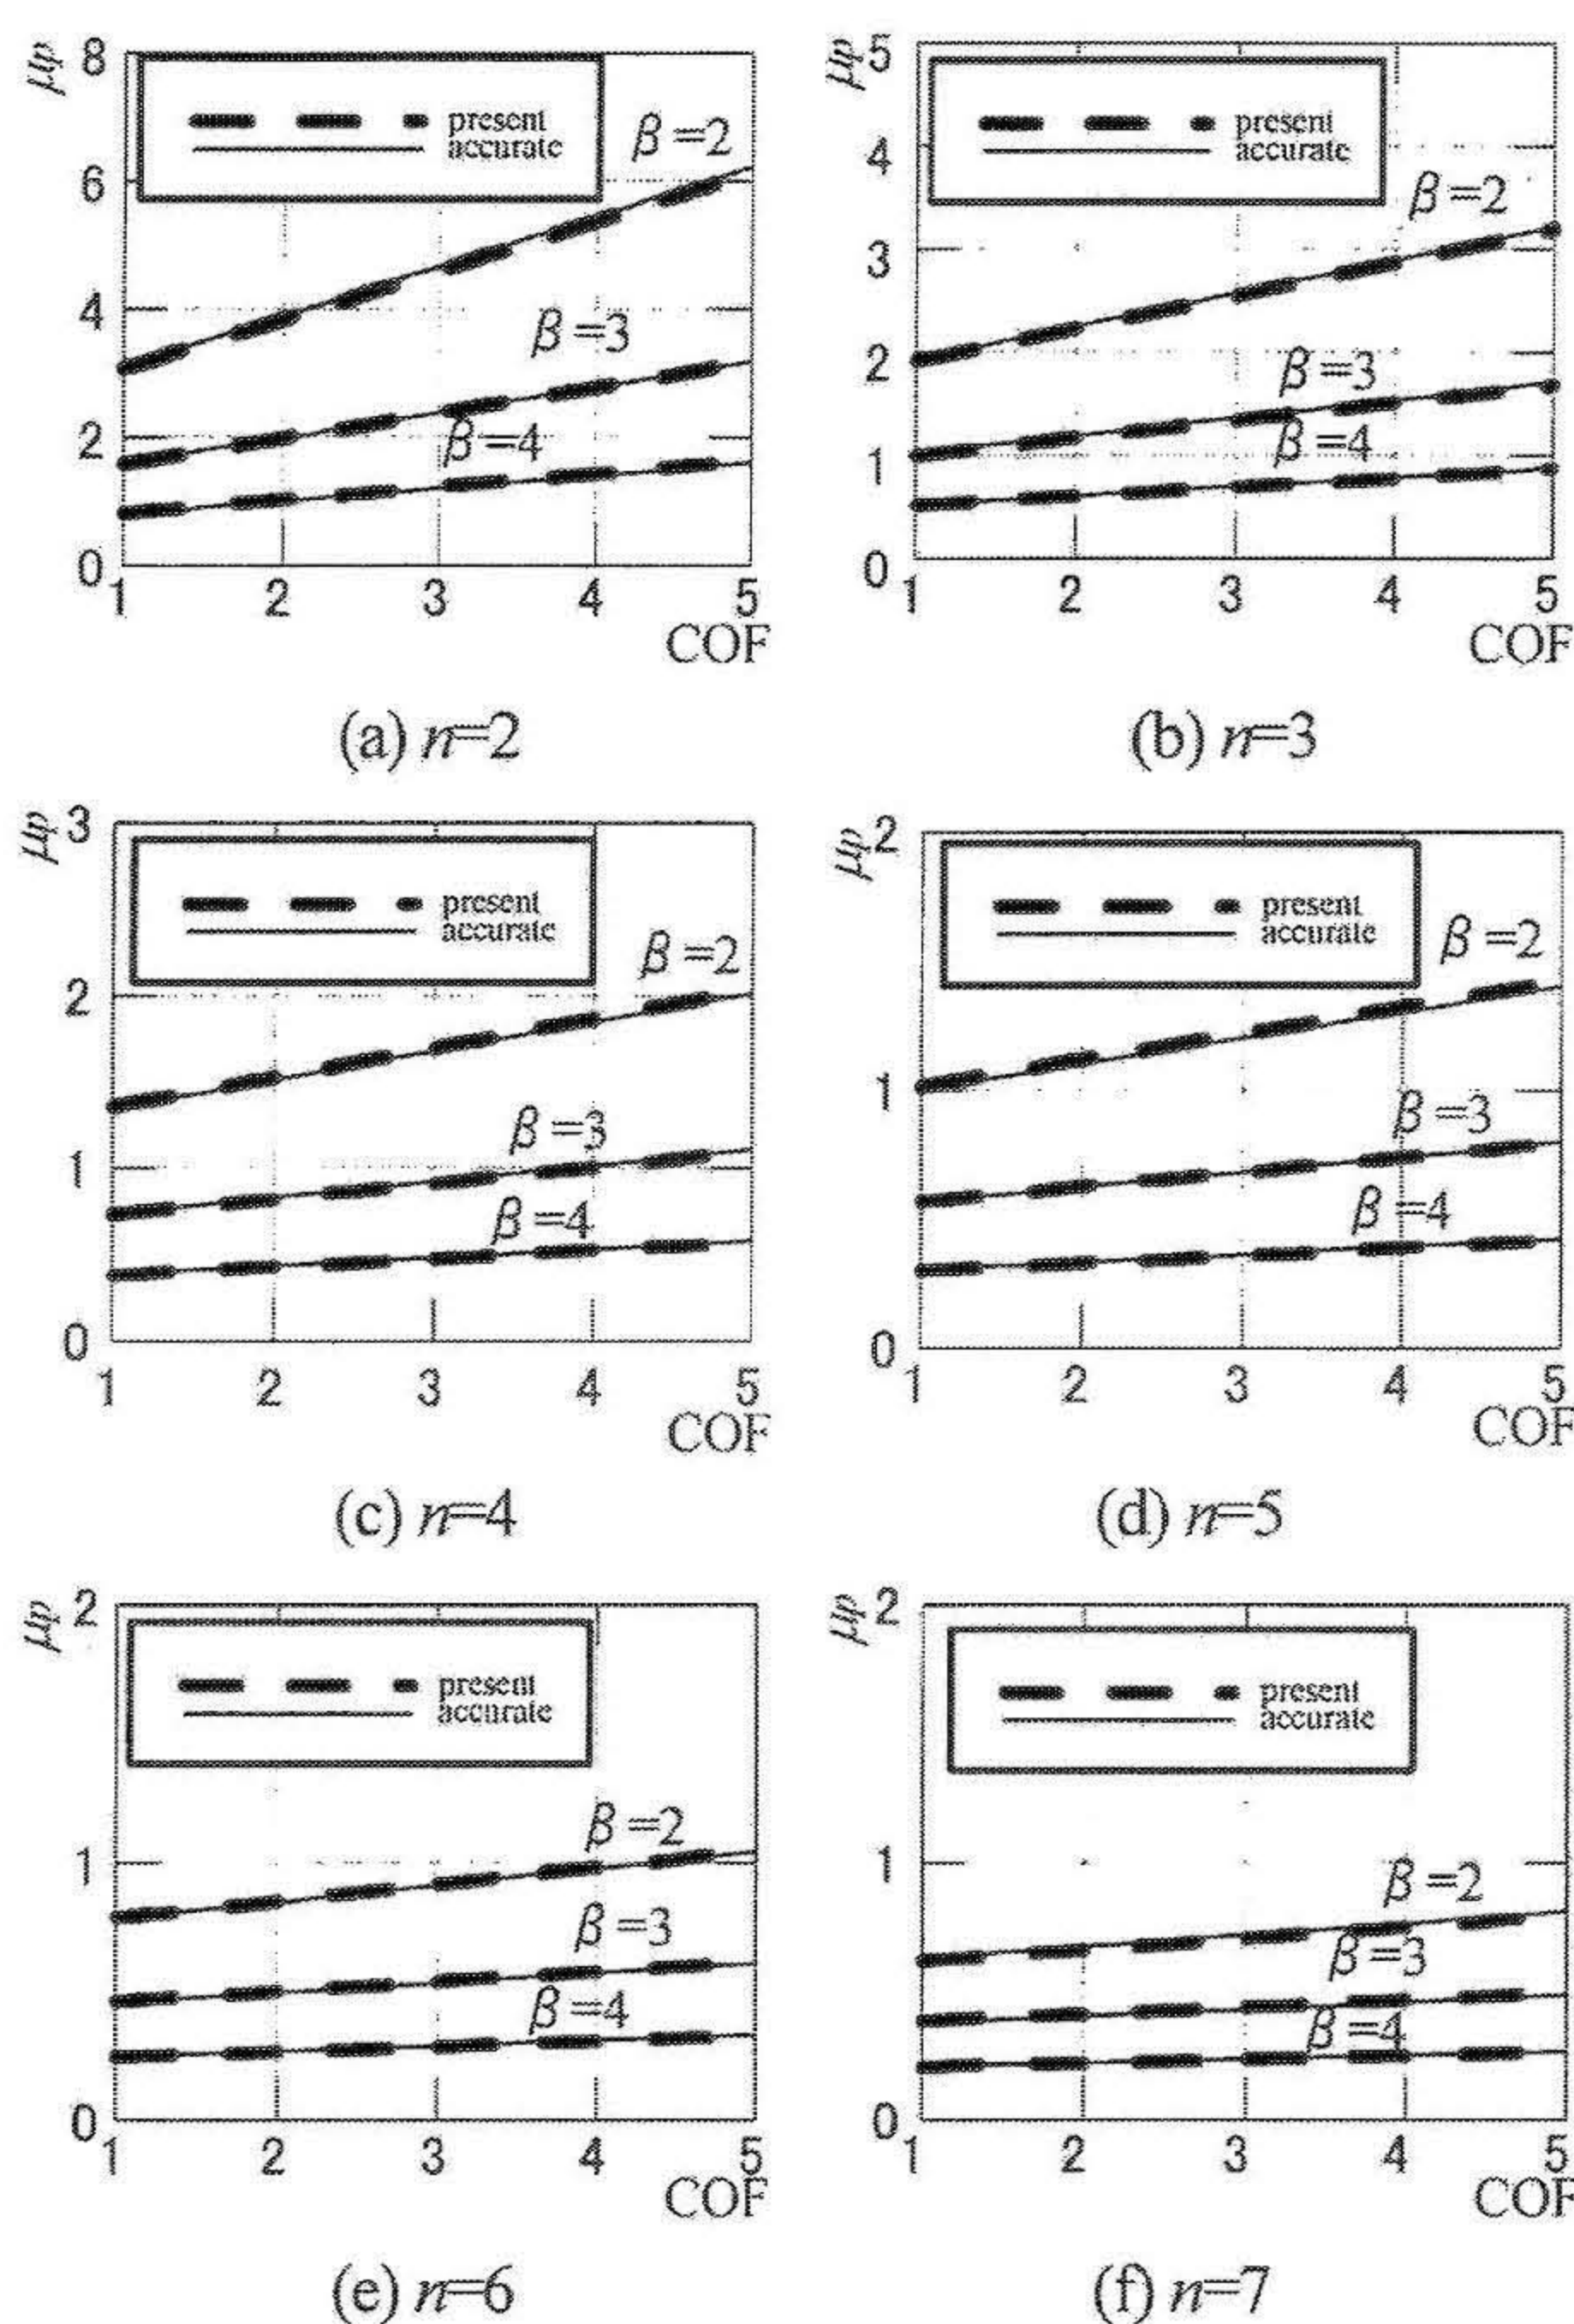 μp 8
present
accurate
β=2
6
4
β=3
2
β=4
0
1 2 3 4 5
COF
(a) n=2
μp 5
present
accurate
4
β=2
3
2
β=3
β=4
1
0
1 2 3 4 5
COF
(b) n=3
μp 3
present
accurate
β=2
2
β=3
1
β=4
0
1 2 3 4 5
COF
(c) n=4
μp 2
present
accurate
β=2
1
β=3
β=4
0
1 2 3 4 5
COF
(d) n=5
μp 2
present
accurate
β=2
1
β=3
β=4
0
1 2 3 4 5
COF
(e) n=6
μp 2
present
accurate
1
β=2
β=3
β=4
0
1 2 3 4 5
COF
(f) n=7